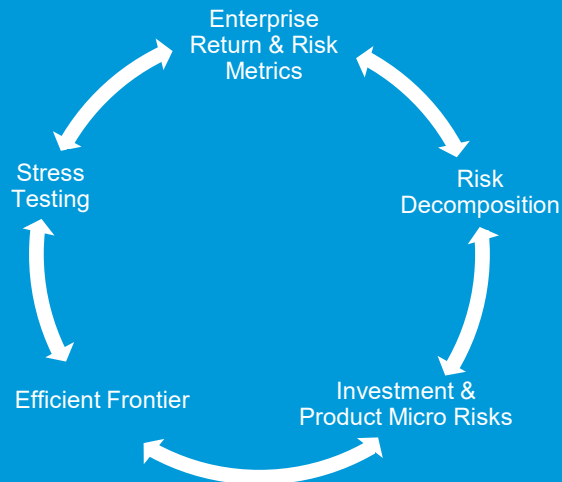 Enterprise
Return & Risk
Metrics
Stress
Testing
Risk
Decomposition
Efficient Frontier
Investment &
Product Micro Risks